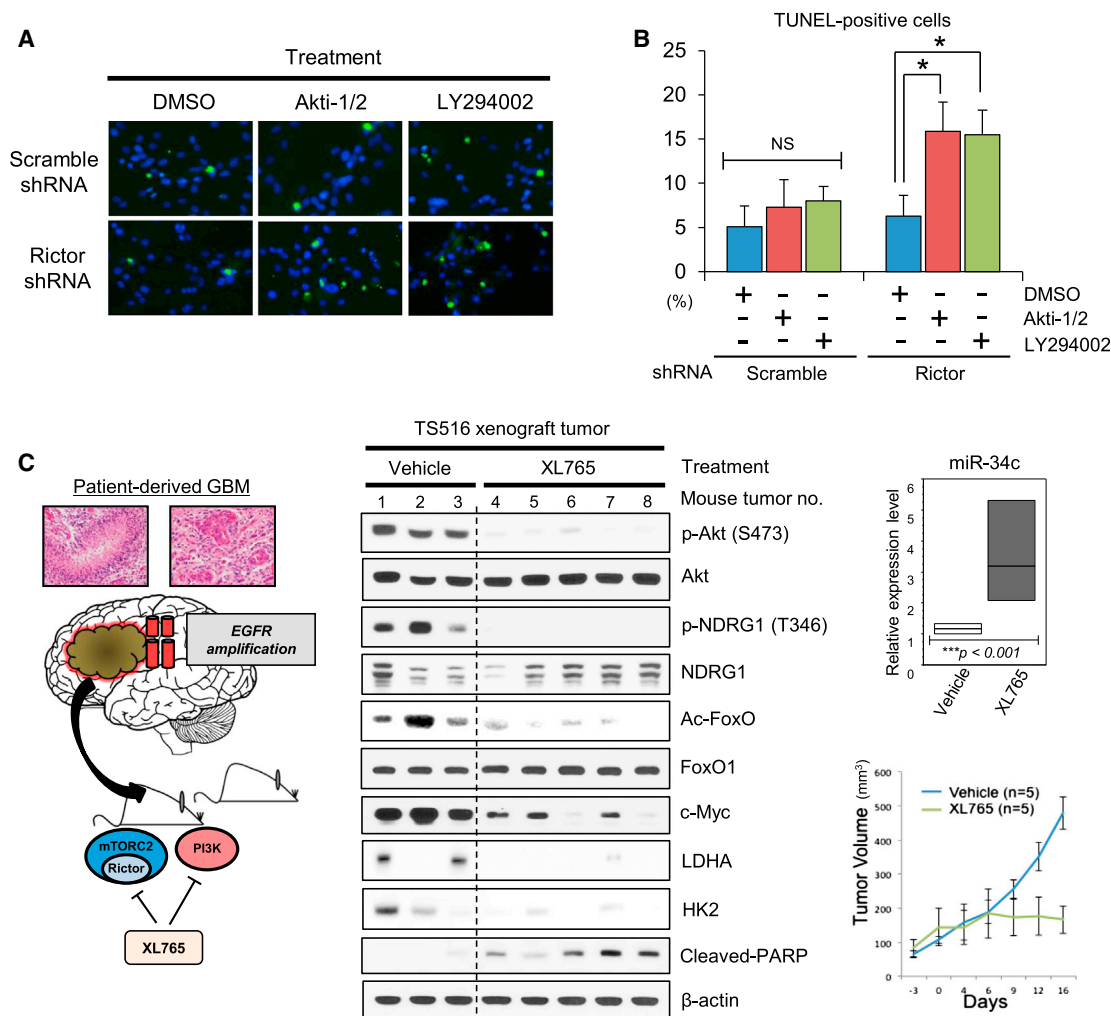 A
Treatment
DMSO Akti-1/2 LY294002
Scramble
shRNA
Rictor
shRNA
B
TUNEL-positive cells
25
20
15
10
5
0
(%)
NS
*
*
+ - - + - - DMSO
- + - - + - Akti-1/2
- - + - - + LY294002
shRNA Scramble Rictor
C
Patient-derived GBM
EGFR
amplification
mTORC2
Rictor
PI3K
XL765
TS516 xenograft tumor
Vehicle XL765 Treatment
1 2 3 4 5 6 7 8 Mouse tumor no.
p-Akt (S473)
Akt
p-NDRG1 (T346)
NDRG1
Ac-FoxO
FoxO1
c-Myc
LDHA
HK2
Cleaved-PARP
β-actin
miR-34c
Relative expression level
6
5
4
3
2
1
0
***p < 0.001
Vehicle
XL765
(mm³)
Tumor Volume
600
500
400
300
200
100
0
Vehicle (n=5)
XL765 (n=5)
-3 0 4 6 9 12 16
Days